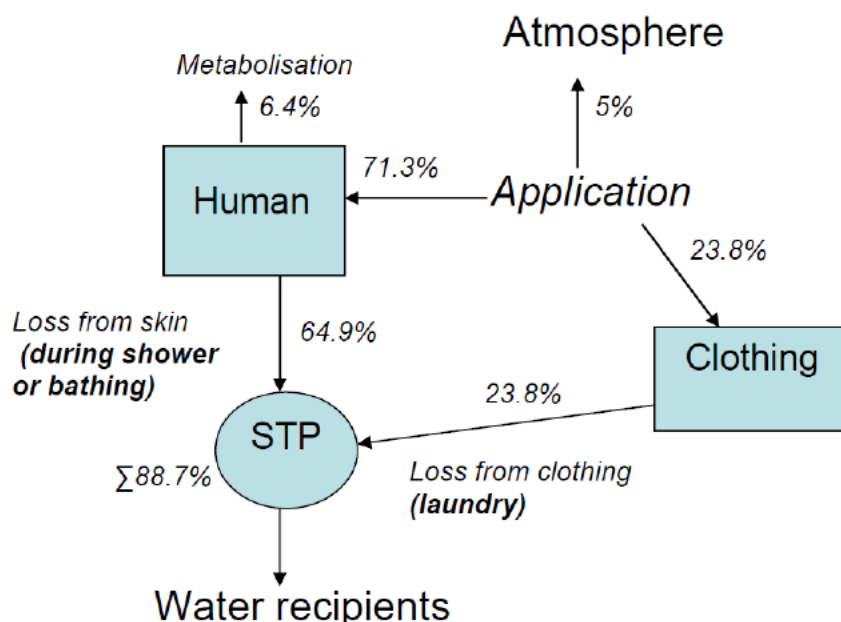 Atmosphere
Metabolisation
6.4%
5%
71.3%
Human
Application
23.8%
Loss from skin
(during shower
or bathing)
64.9%
Clothing
23.8%
STP
∑88.7%
Loss from clothing
(laundry)
Water recipients